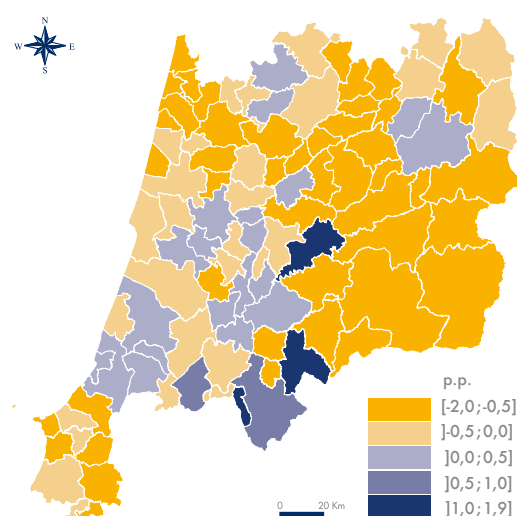 N
W E
S
p.p.
[-2,0 ; -0,5]
]-0,5 ; 0,0]
]0,0 ; 0,5]
]0,5 ; 1,0]
]1,0 ; 1,9]
0 20 Km